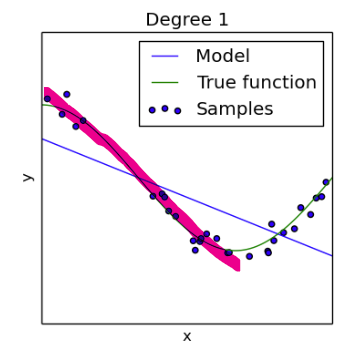 Degree 1
Model
True function
Samples
y
x